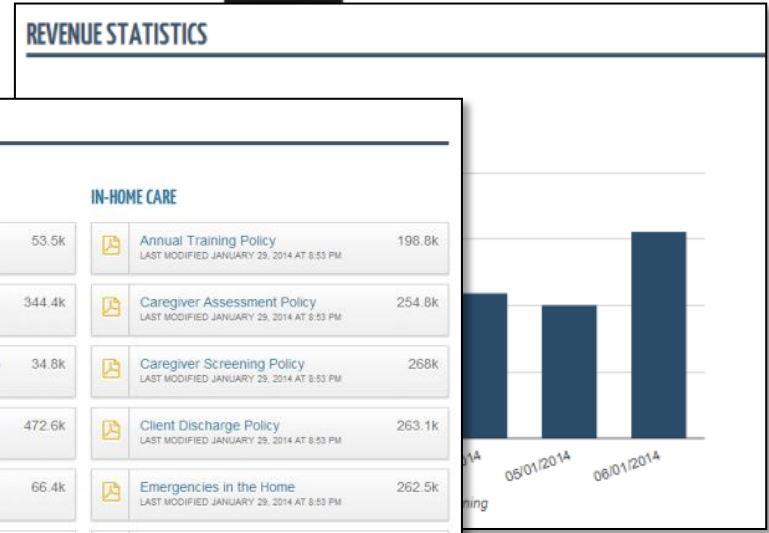 REVENUE STATISTICS
IN-HOME CARE
53.5k
Annual Training Policy 198.8k
LAST MODIFIED JANUARY 29, 2014 AT 8:53 PM
344.4k
Caregiver Assessment Policy 254.8k
LAST MODIFIED JANUARY 29, 2014 AT 8:53 PM
34.8k
Caregiver Screening Policy 268k
LAST MODIFIED JANUARY 29, 2014 AT 8:53 PM
472.6k
Client Discharge Policy 263.1k
LAST MODIFIED JANUARY 29, 2014 AT 8:53 PM
66.4k
Emergencies in the Home 262.5k
LAST MODIFIED JANUARY 29, 2014 AT 8:53 PM
014 05/01/2014 06/01/2014
ning